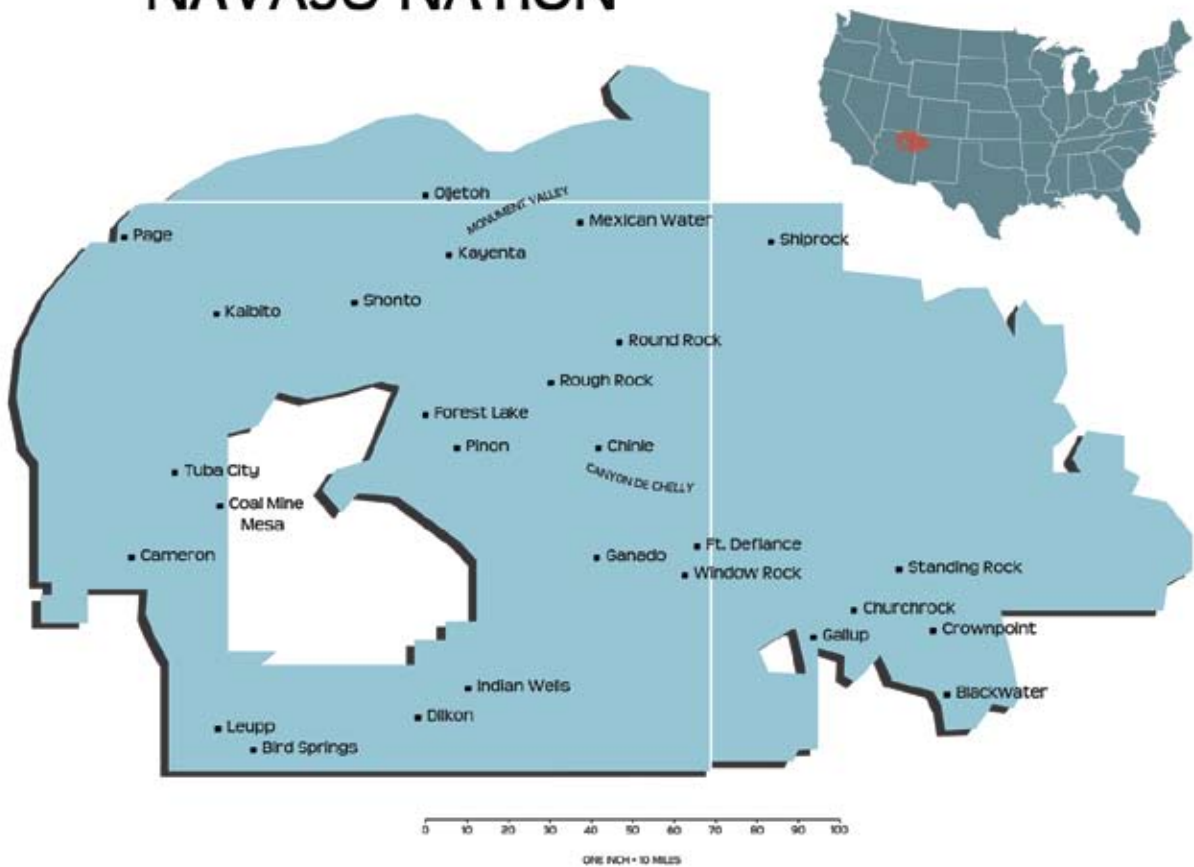 NAVAJO NATION
Oljetoh
MONUMENT VALLEY
Mexican Water
Page
Shiprock
Kayenta
Shonto
Kaibito
Round Rock
Rough Rock
Forest Lake
Pinon
Chinle
Tuba City
CANYON DE CHELLY
Coal Mine
Mesa
Ft. Defiance
Cameron
Ganado
Standing Rock
Window Rock
Churchrock
Crownpoint
Gallup
Indian Wells
Blackwater
Dilkon
Leupp
Bird Springs
0 10 20 30 40 50 60 70 80 90 100
ONE INCH = 10 MILES